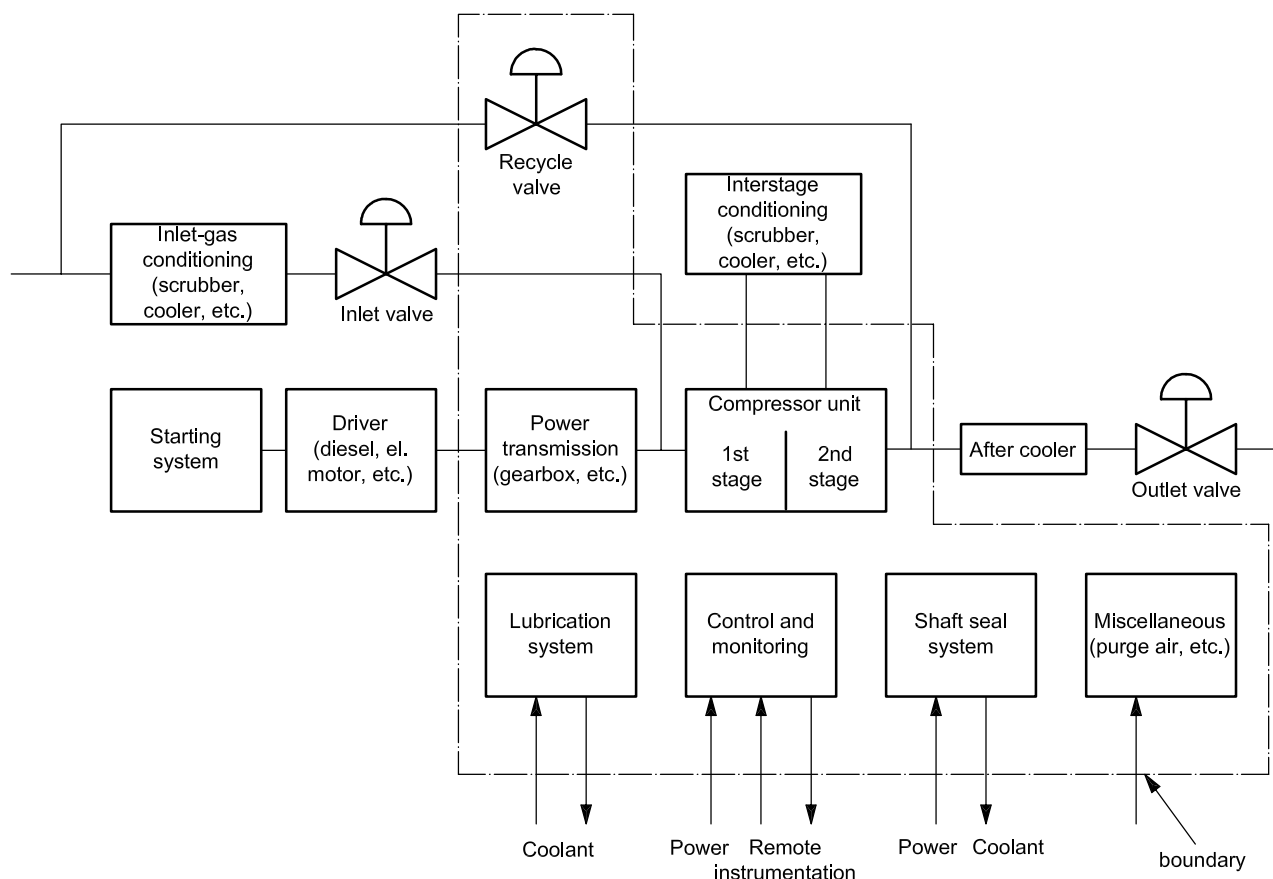 Recycle
valve
Interstage
conditioning
(scrubber,
cooler, etc.)
Inlet-gas
conditioning
(scrubber,
cooler, etc.)
Inlet valve
Starting
system
Driver
(diesel, el.
motor, etc.)
Power
transmission
(gearbox, etc.)
Compressor unit
1st
stage
2nd
stage
After cooler
Outlet valve
Lubrication
system
Control and
monitoring
Shaft seal
system
Miscellaneous
(purge air, etc.)
Coolant
Power
Remote
instrumentation
Power
Coolant
boundary